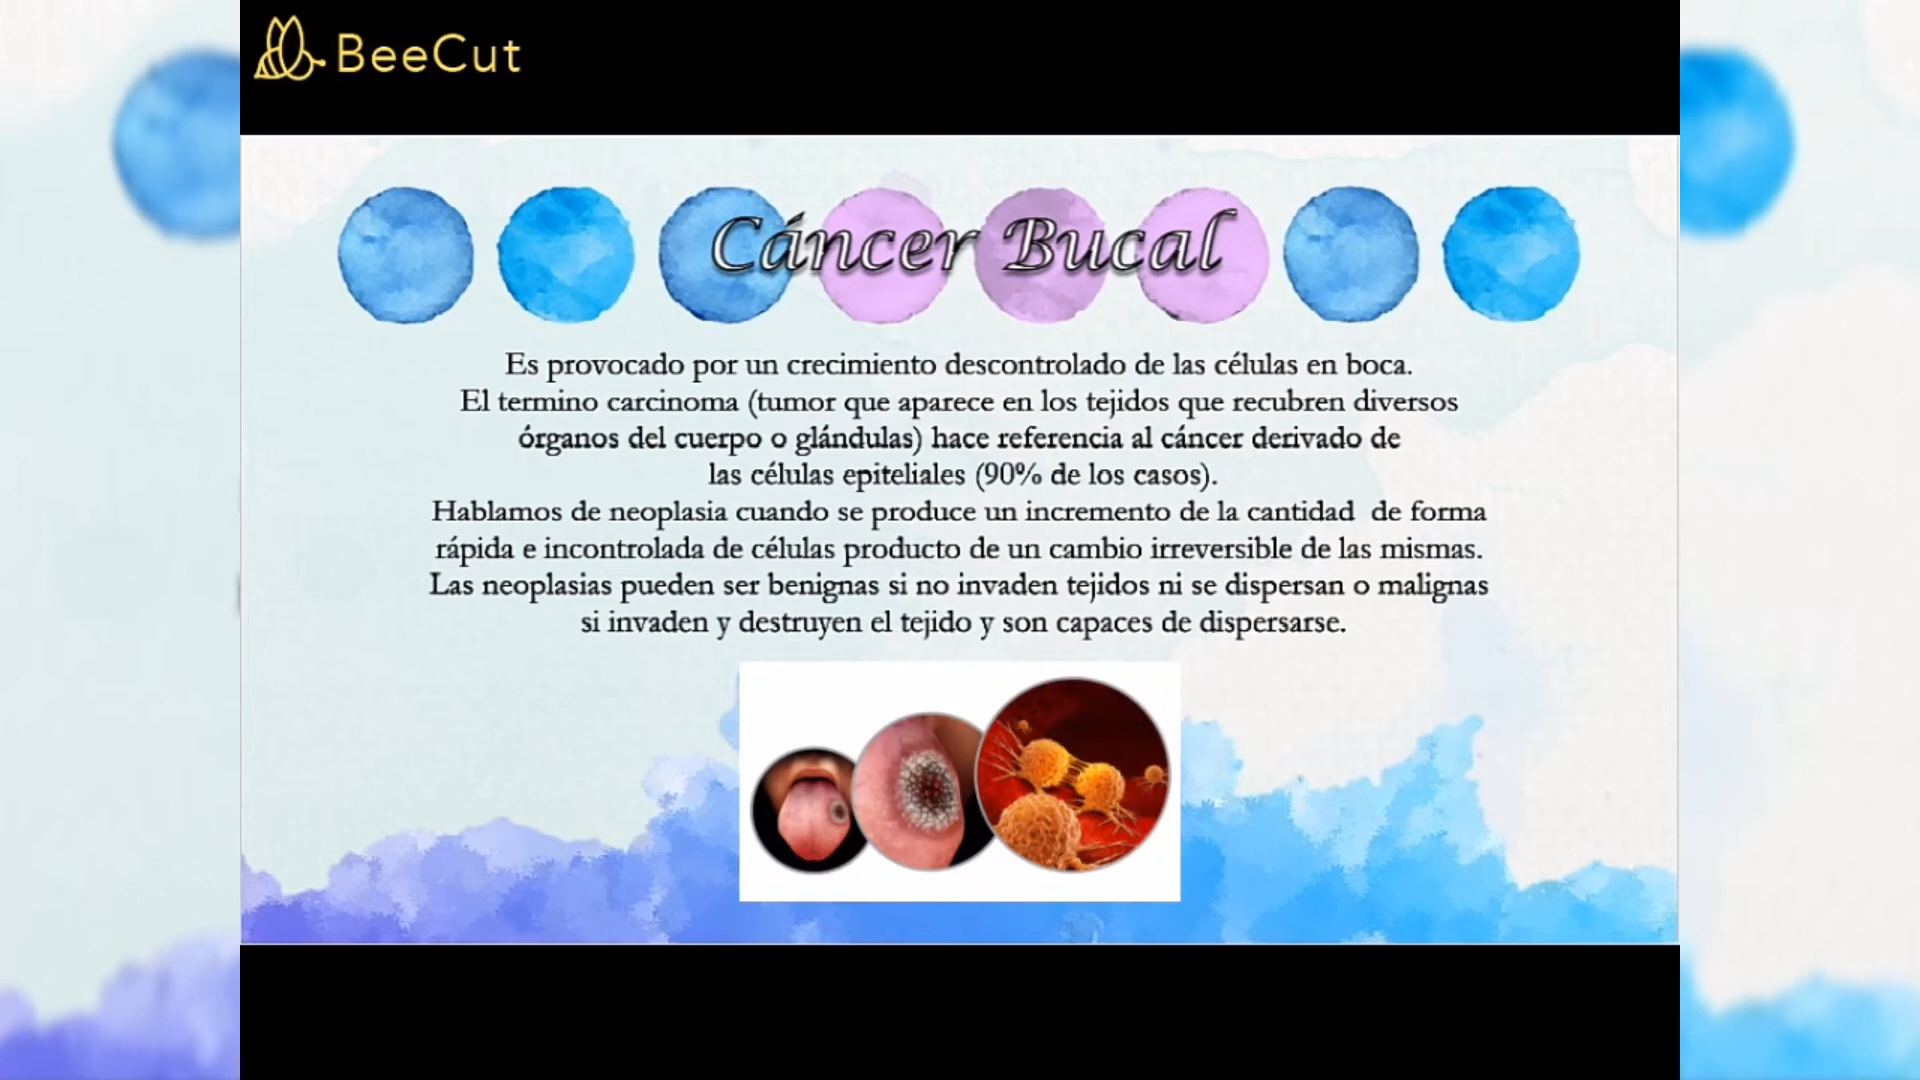 BeeCut
Cáncer Bucal
Es provocado por un crecimiento descontrolado de las células en boca.
El termino carcinoma (tumor que aparece en los tejidos que recubren diversos
órganos del cuerpo o glándulas) hace referencia al cáncer derivado de
las células epiteliales (90% de los casos).
Hablamos de neoplasia cuando se produce un incremento de la cantidad de forma
rápida e incontrolada de células producto de un cambio irreversible de las mismas.
Las neoplasias pueden ser benignas si no invaden tejidos ni se dispersan o malignas
si invaden y destruyen el tejido y son capaces de dispersarse.